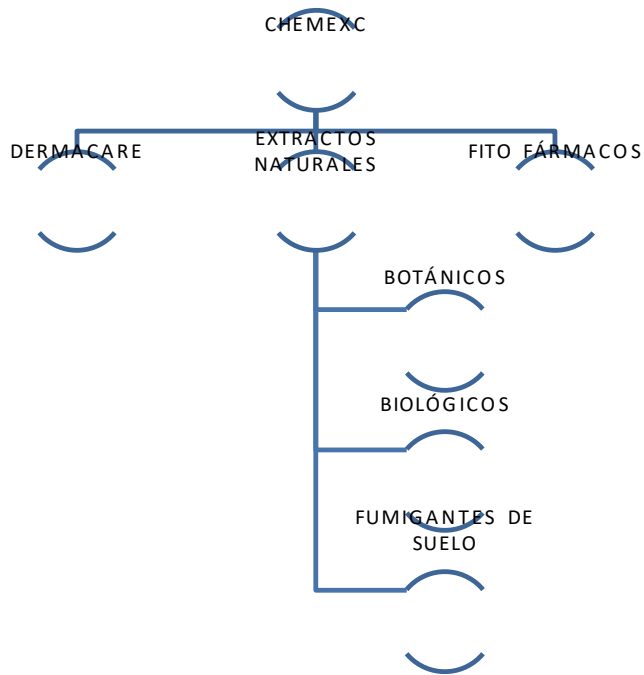 CHEMEXC
DERMACARE
EXTRACTOS
NATURALES
FITO FÁRMACOS
BOTÁNICOS
BIOLÓGICOS
FUMIGANTES DE
SUELO